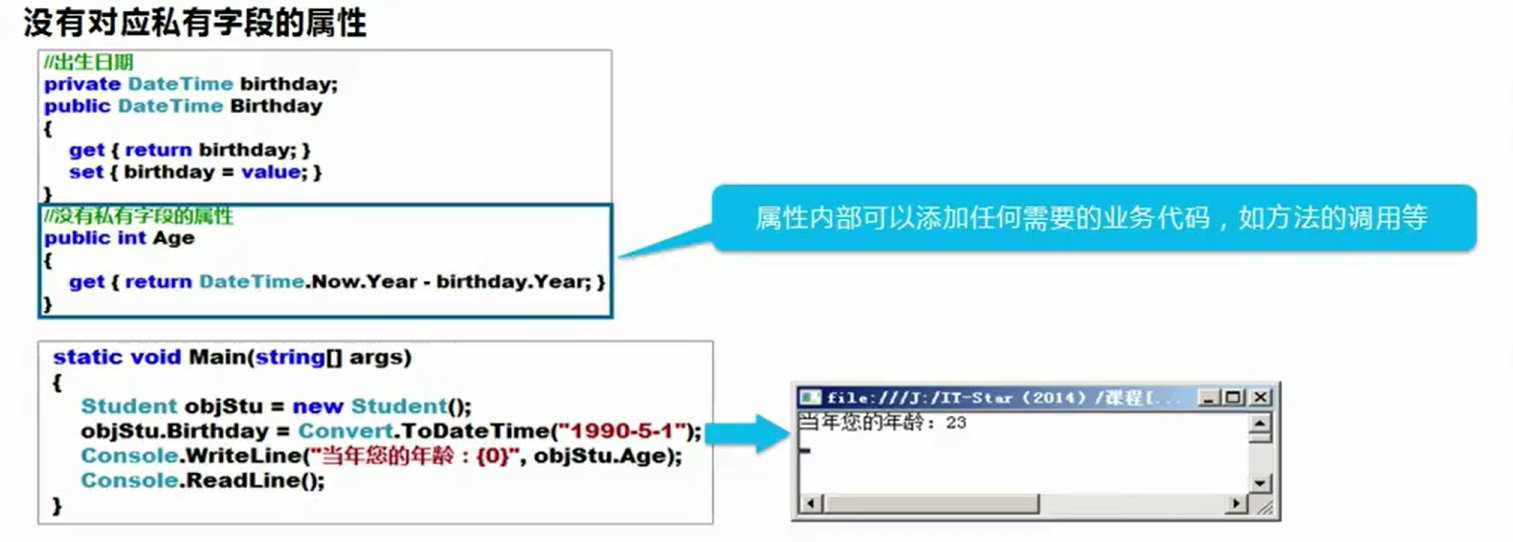 没有对应私有字段的属性
//出生日期
private DateTime birthday;
public DateTime Birthday
{
get { return birthday; }
set { birthday = value; }
}
//没有私有字段的属性
public int Age
{
get { return DateTime.Now.Year - birthday.Year; }
}
属性内部可以添加任何需要的业务代码，如方法的调用等
static void Main(string[] args)
{
Student objStu = new Student();
objStu.Birthday = Convert.ToDateTime("1990-5-1");
Console.WriteLine("当年您的年龄：{0}", objStu.Age);
Console.ReadLine();
}
file:///J:/IT-Star（2014）/课程[...
当年您的年龄：23